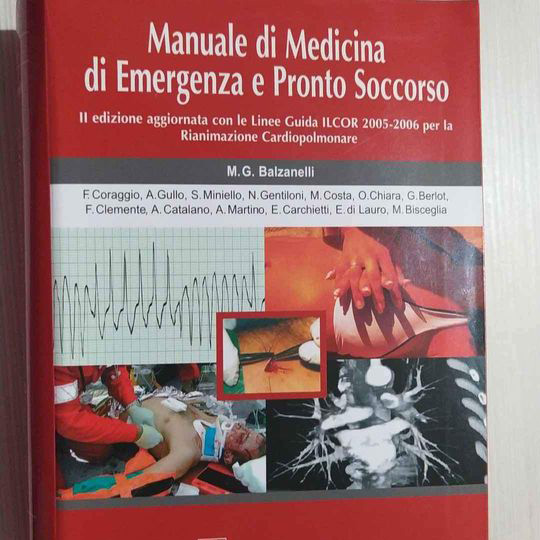 Manuale di Medicina
di Emergenza e Pronto Soccorso
II edizione aggiornata con le Linee Guida ILCOR 2005-2006 per la
Rianimazione Cardiopolmonare
M.G. Balzanelli
F. Coraggio, A. Gullo, S. Miniello, N. Gentiloni, M. Costa, O. Chiara, G. Berlot,
F. Clemente, A. Catalano, A. Martino, E. Carchietti, E. di Lauro, M. Bisceglia